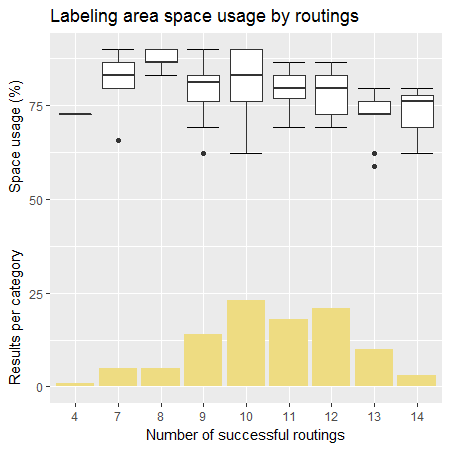 Labeling area space usage by routings
Space usage (%)
Results per category
75
50
25
0
4 7 8 9 10 11 12 13 14
Number of successful routings